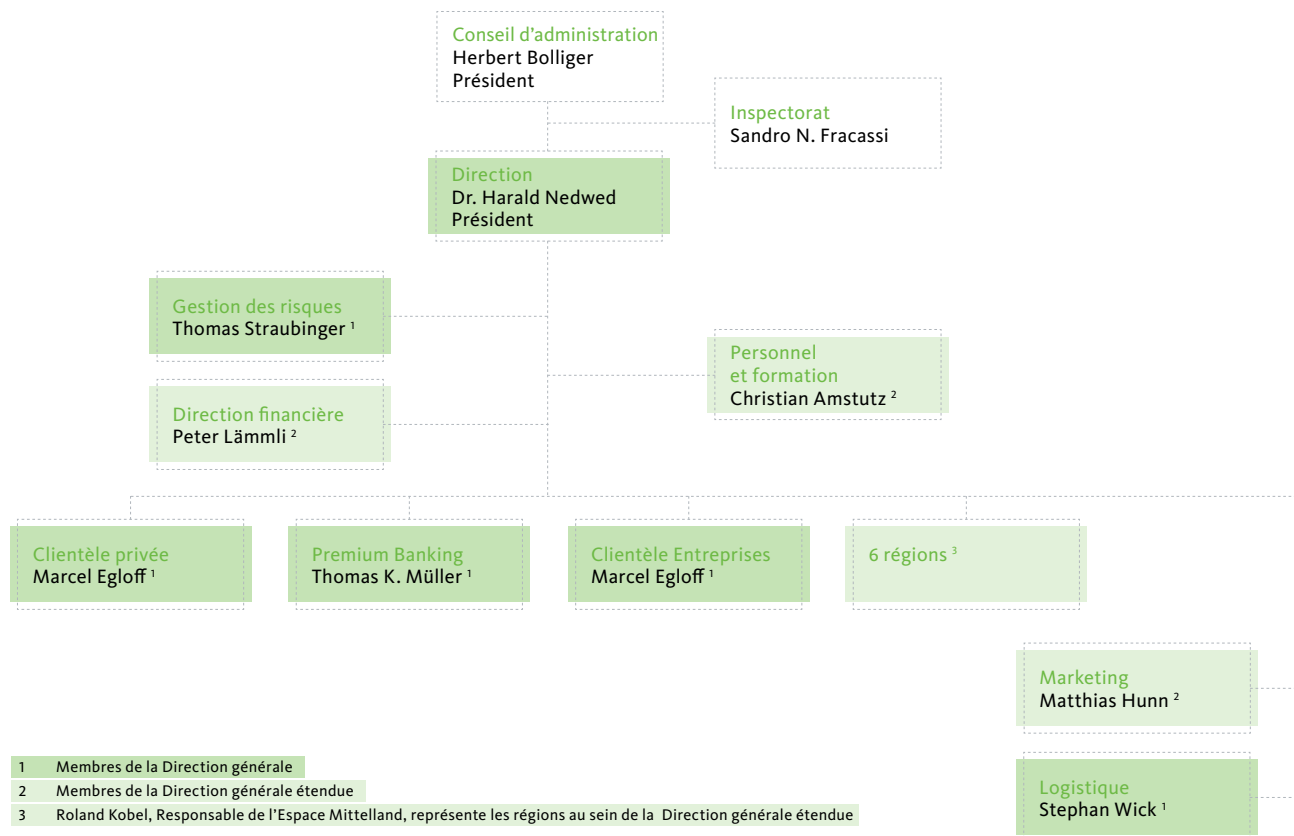 Conseil d’administration
Herbert Bolliger
Président
Inspectorat
Sandro N. Fracassi
Direction
Dr. Harald Nedwed
Président
Gestion des risques
Thomas Straubinger ¹
Personnel
et formation
Christian Amstutz ²
Direction financière
Peter Lämmli ²
Clientèle privée
Marcel Egloff ¹
Premium Banking
Thomas K. Müller ¹
Clientèle Entreprises
Marcel Egloff ¹
6 régions ³
Marketing
Matthias Hunn ²
Logistique
Stephan Wick ¹
1 Membres de la Direction générale
2 Membres de la Direction générale étendue
3 Roland Kobel, Responsable de l’Espace Mittelland, représente les régions au sein de la Direction générale étendue